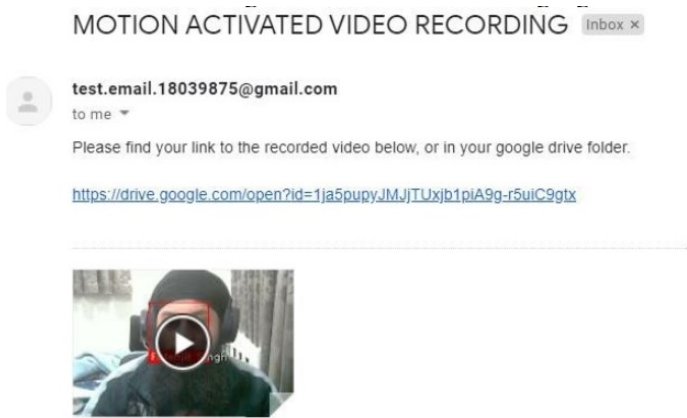 MOTION ACTIVATED VIDEO RECORDING Inbox ×
test.email.18039875@gmail.com
to me
Please find your link to the recorded video below, or in your google drive folder.
https://drive.google.com/open?id=1ja5pupyJMJjTUxjb1piA9g-r5uiC9gtx